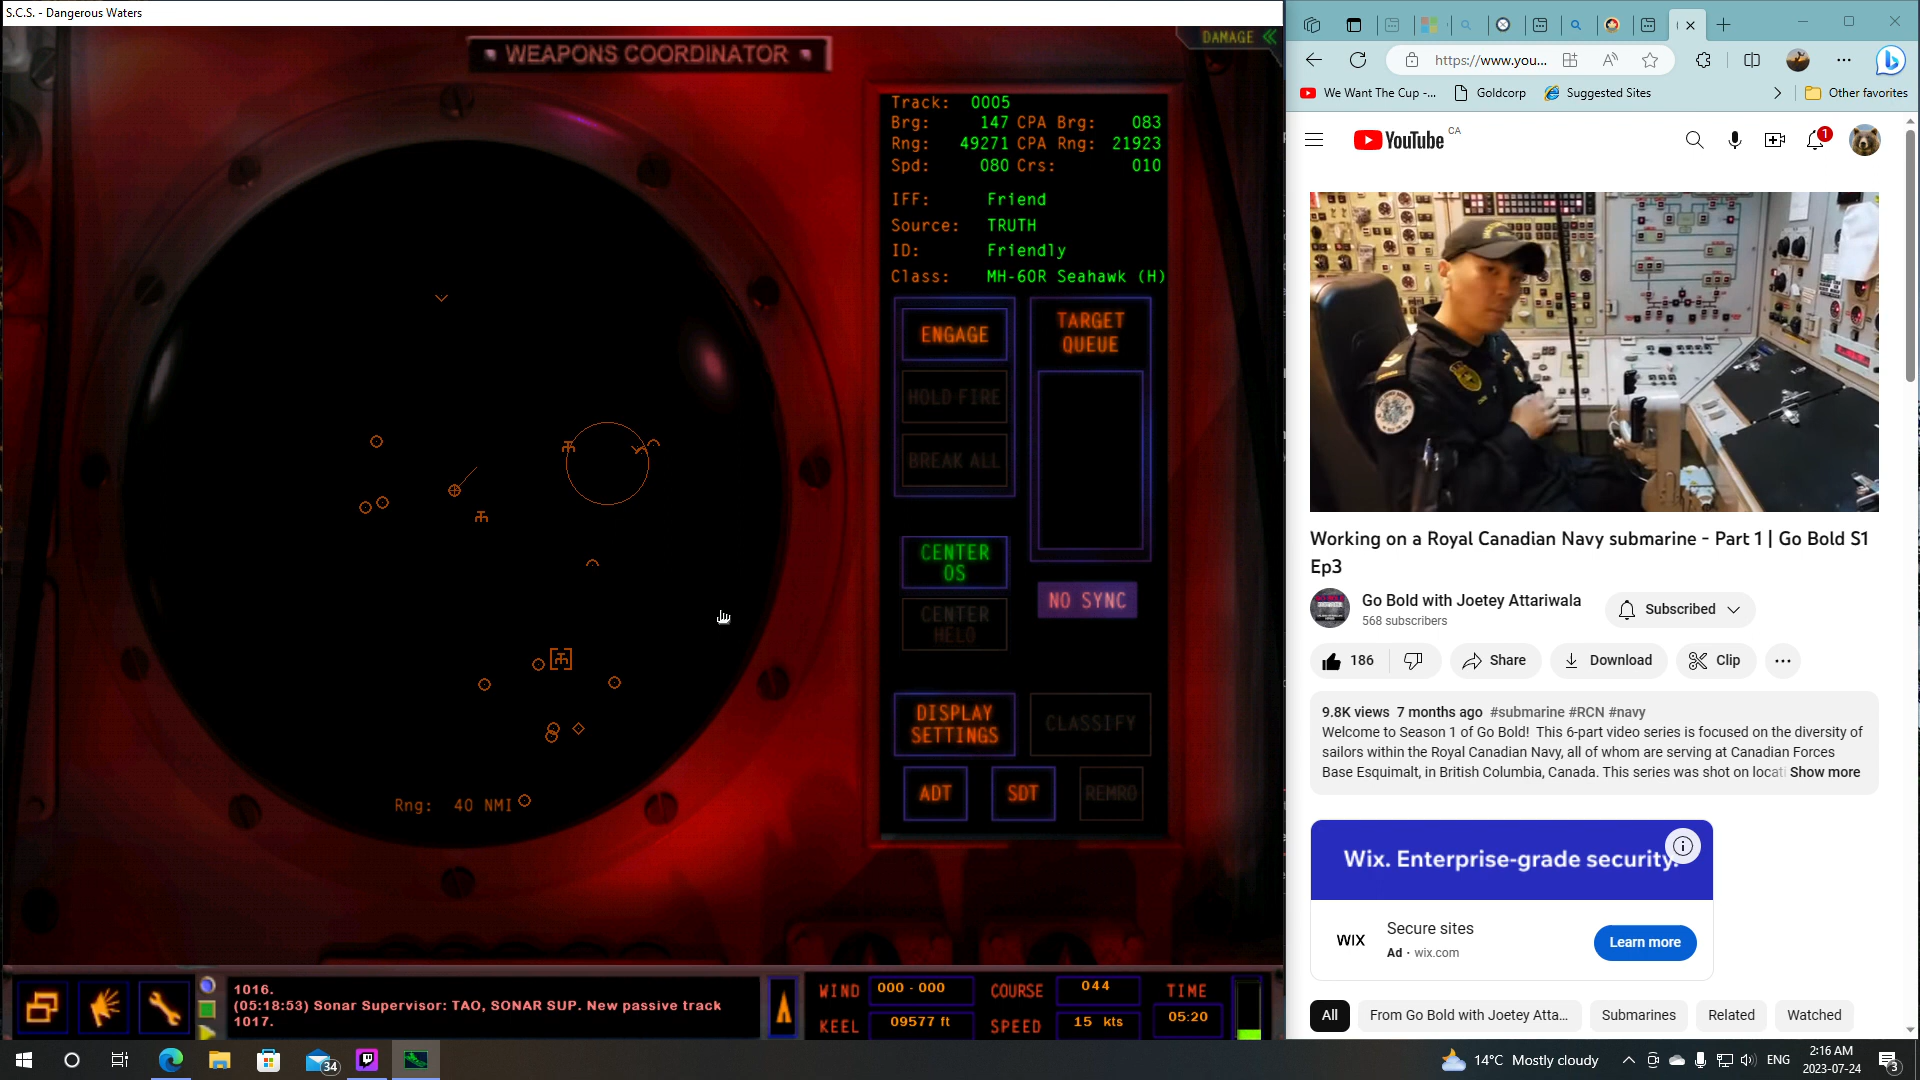 S.C.S. - Dangerous Waters
WEAPONS COORDINATOR
DAMAGE
Track: 0005
Brg: 147 CPA Brg: 083
Rng: 49271 CPA Rng: 21923
Spd: 080 Crs: 010
IFF: Friend
Source: TRUTH
ID: Friendly
Class: MH-60R Seahawk (H)
ENGAGE
HOLD FIRE
BREAK ALL
TARGET
QUEUE
CENTER
OS
CENTER
HELO
NO SYNC
DISPLAY
SETTINGS
CLASSIFY
ADT
SDT
REMRO
Rng: 40 NMI
1016.
(05:18:53) Sonar Supervisor: TAO, SONAR SUP. New passive track
1017.
WIND 000 - 000 COURSE 044 TIME
KEEL 09577 ft SPEED 15 kts 05:20
https://www.you...
We Want The Cup -...
Goldcorp
Suggested Sites
Other favorites
YouTube CA
1
Working on a Royal Canadian Navy submarine - Part 1 | Go Bold S1
Ep3
Go Bold with Joetey Attariwala
568 subscribers
Subscribed
186
Share
Download
Clip
9.8K views 7 months ago #submarine #RCN #navy
Welcome to Season 1 of Go Bold! This 6-part video series is focused on the diversity of
sailors within the Royal Canadian Navy, all of whom are serving at Canadian Forces
Base Esquimalt, in British Columbia, Canada. This series was shot on locati Show more
Wix. Enterprise-grade security.
WIX
Secure sites
Ad · wix.com
Learn more
All
From Go Bold with Joetey Atta...
Submarines
Related
Watched
34
14°C Mostly cloudy
ENG
2:16 AM
2023-07-24
3